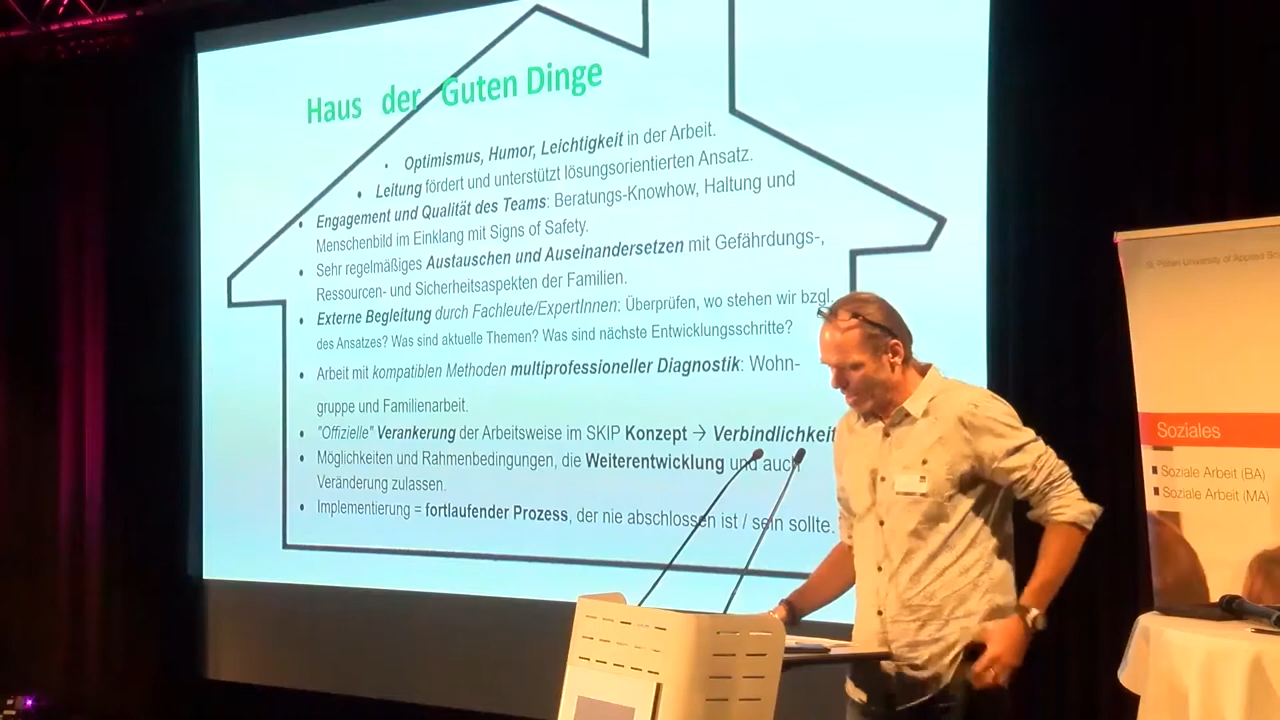 Haus der Guten Dinge
• Optimismus, Humor, Leichtigkeit in der Arbeit.
• Leitung fördert und unterstützt lösungsorientierten Ansatz.
• Engagement und Qualität des Teams: Beratungs-Knowhow, Haltung und
Menschenbild im Einklang mit Signs of Safety.
• Sehr regelmäßiges Austauschen und Auseinandersetzen mit Gefährdungs-,
Ressourcen- und Sicherheitsaspekten der Familien.
• Externe Begleitung durch Fachleute/ExpertInnen: Überprüfen, wo stehen wir bzgl.
des Ansatzes? Was sind aktuelle Themen? Was sind nächste Entwicklungsschritte?
• Arbeit mit kompatiblen Methoden multiprofessioneller Diagnostik: Wohn-
gruppe und Familienarbeit.
• "Offizielle" Verankerung der Arbeitsweise im SKIP Konzept → Verbindlichkeit
• Möglichkeiten und Rahmenbedingungen, die Weiterentwicklung und auch
Veränderung zulassen.
• Implementierung = fortlaufender Prozess, der nie abschlossen ist / sein sollte.
St. Pölten University of Applied
Soziales
Soziale Arbeit (BA)
Soziale Arbeit (MA)